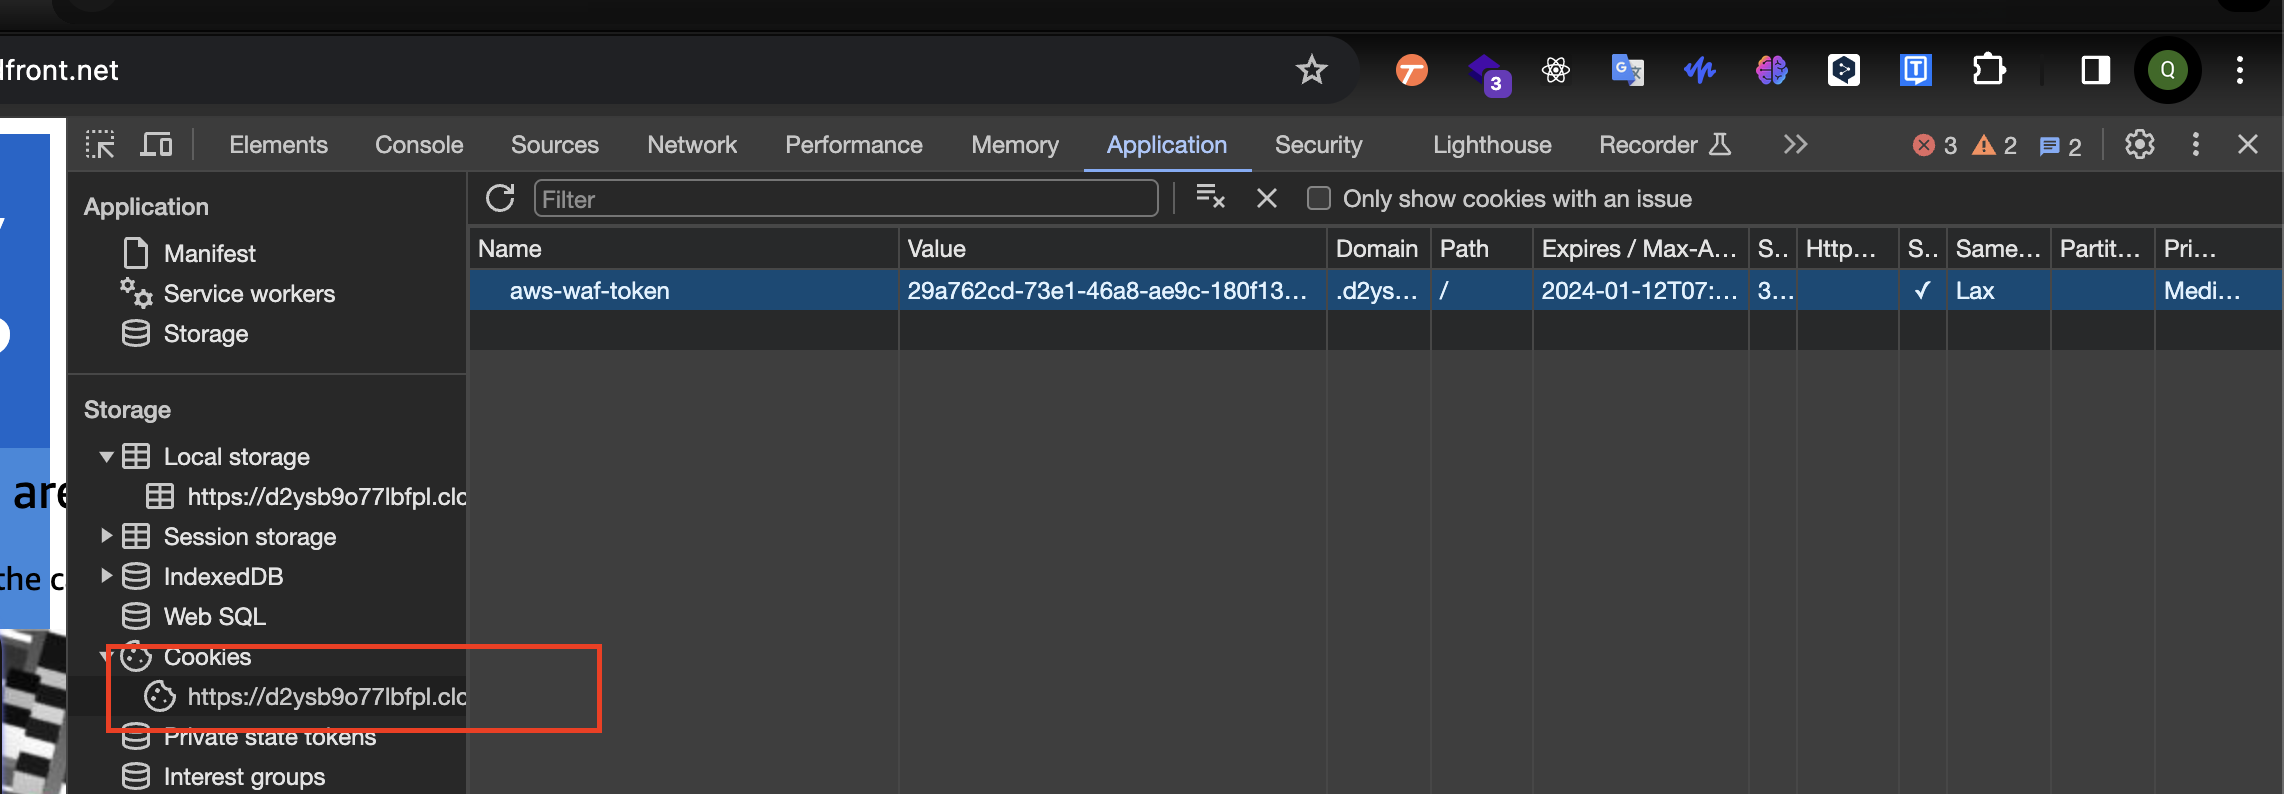 lfront.net
3
Q
Elements Console Sources Network Performance Memory Application Security Lighthouse Recorder 3 2 2
Application
Manifest
Service workers
Storage
Storage
Local storage
https://d2ysb9o77lbfpl.clo
Session storage
IndexedDB
Web SQL
Cookies
https://d2ysb9o77lbfpl.clo
Private state tokens
Interest groups
Filter
Only show cookies with an issue
Name Value Domain Path Expires / Max-A... S.. Http... S.. Same... Partit... Pri...
aws-waf-token 29a762cd-73e1-46a8-ae9c-180f13... .d2ys... / 2024-01-12T07:... 3... ✓ Lax Medi...
are
the c